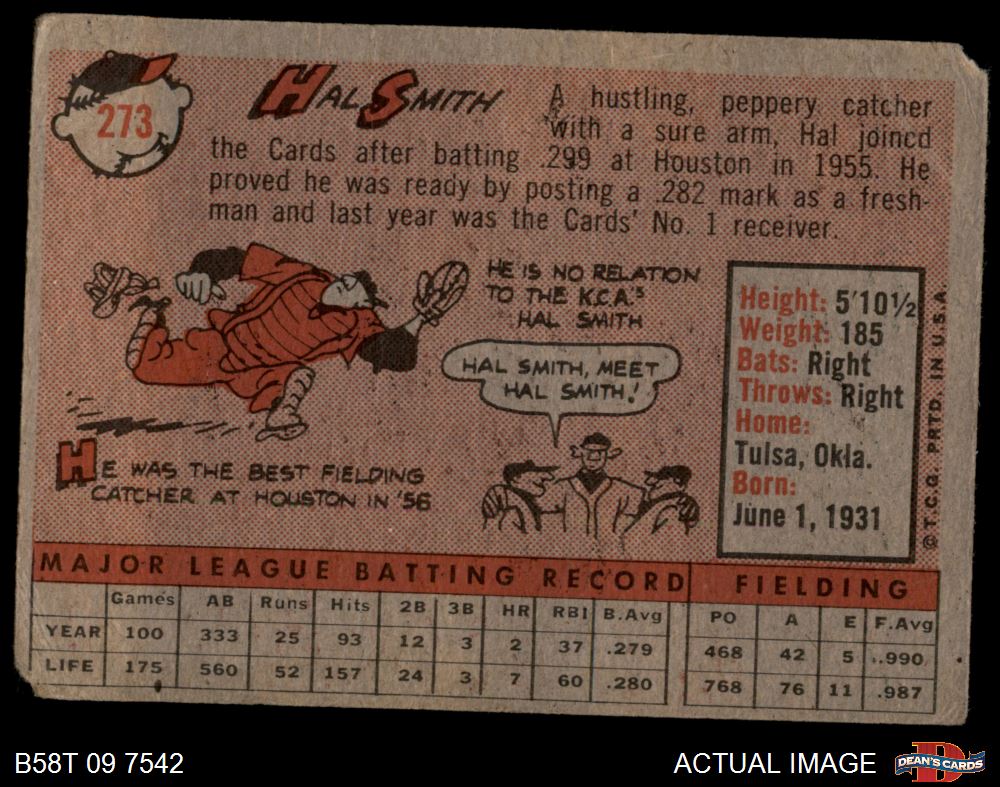 273
HAL SMITH
A hustling, peppery catcher
with a sure arm, Hal joined
the Cards after batting .299 at Houston in 1955. He
proved he was ready by posting a .282 mark as a fresh-
man and last year was the Cards' No. 1 receiver.
HE IS NO RELATION
TO THE K.C.A.'s
HAL SMITH
HAL SMITH, MEET
HAL SMITH!
HE WAS THE BEST FIELDING
CATCHER AT HOUSTON IN '56
Height: 5'10½
Weight: 185
Bats: Right
Throws: Right
Home:
Tulsa, Okla.
Born:
June 1, 1931
© T.C.G. PRTD. IN U.S.A.
MAJOR LEAGUE BATTING RECORD FIELDING
Games AB Runs Hits 2B 3B HR RBI B.Avg PO A E F.Avg
YEAR 100 333 25 93 12 3 2 37 .279 468 42 5 .990
LIFE 175 560 52 157 24 3 7 60 .280 768 76 11 .987
B58T 09 7542
ACTUAL IMAGE
DEAN'S CARDS